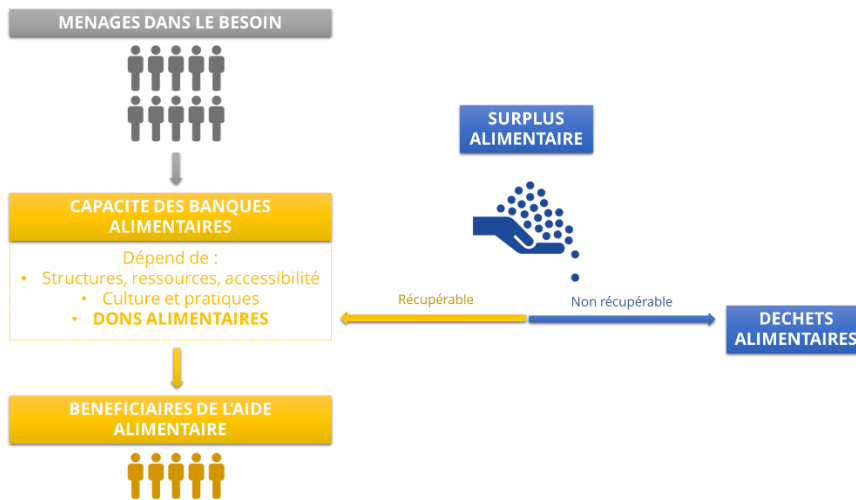 MENAGES DANS LE BESOIN
SURPLUS
ALIMENTAIRE
CAPACITE DES BANQUES
ALIMENTAIRES
Dépend de :
• Structures, ressources, accessibilité
• Culture et pratiques
• DONS ALIMENTAIRES
Récupérable
Non récupérable
DECHETS
ALIMENTAIRES
BENEFICIAIRES DE L'AIDE
ALIMENTAIRE